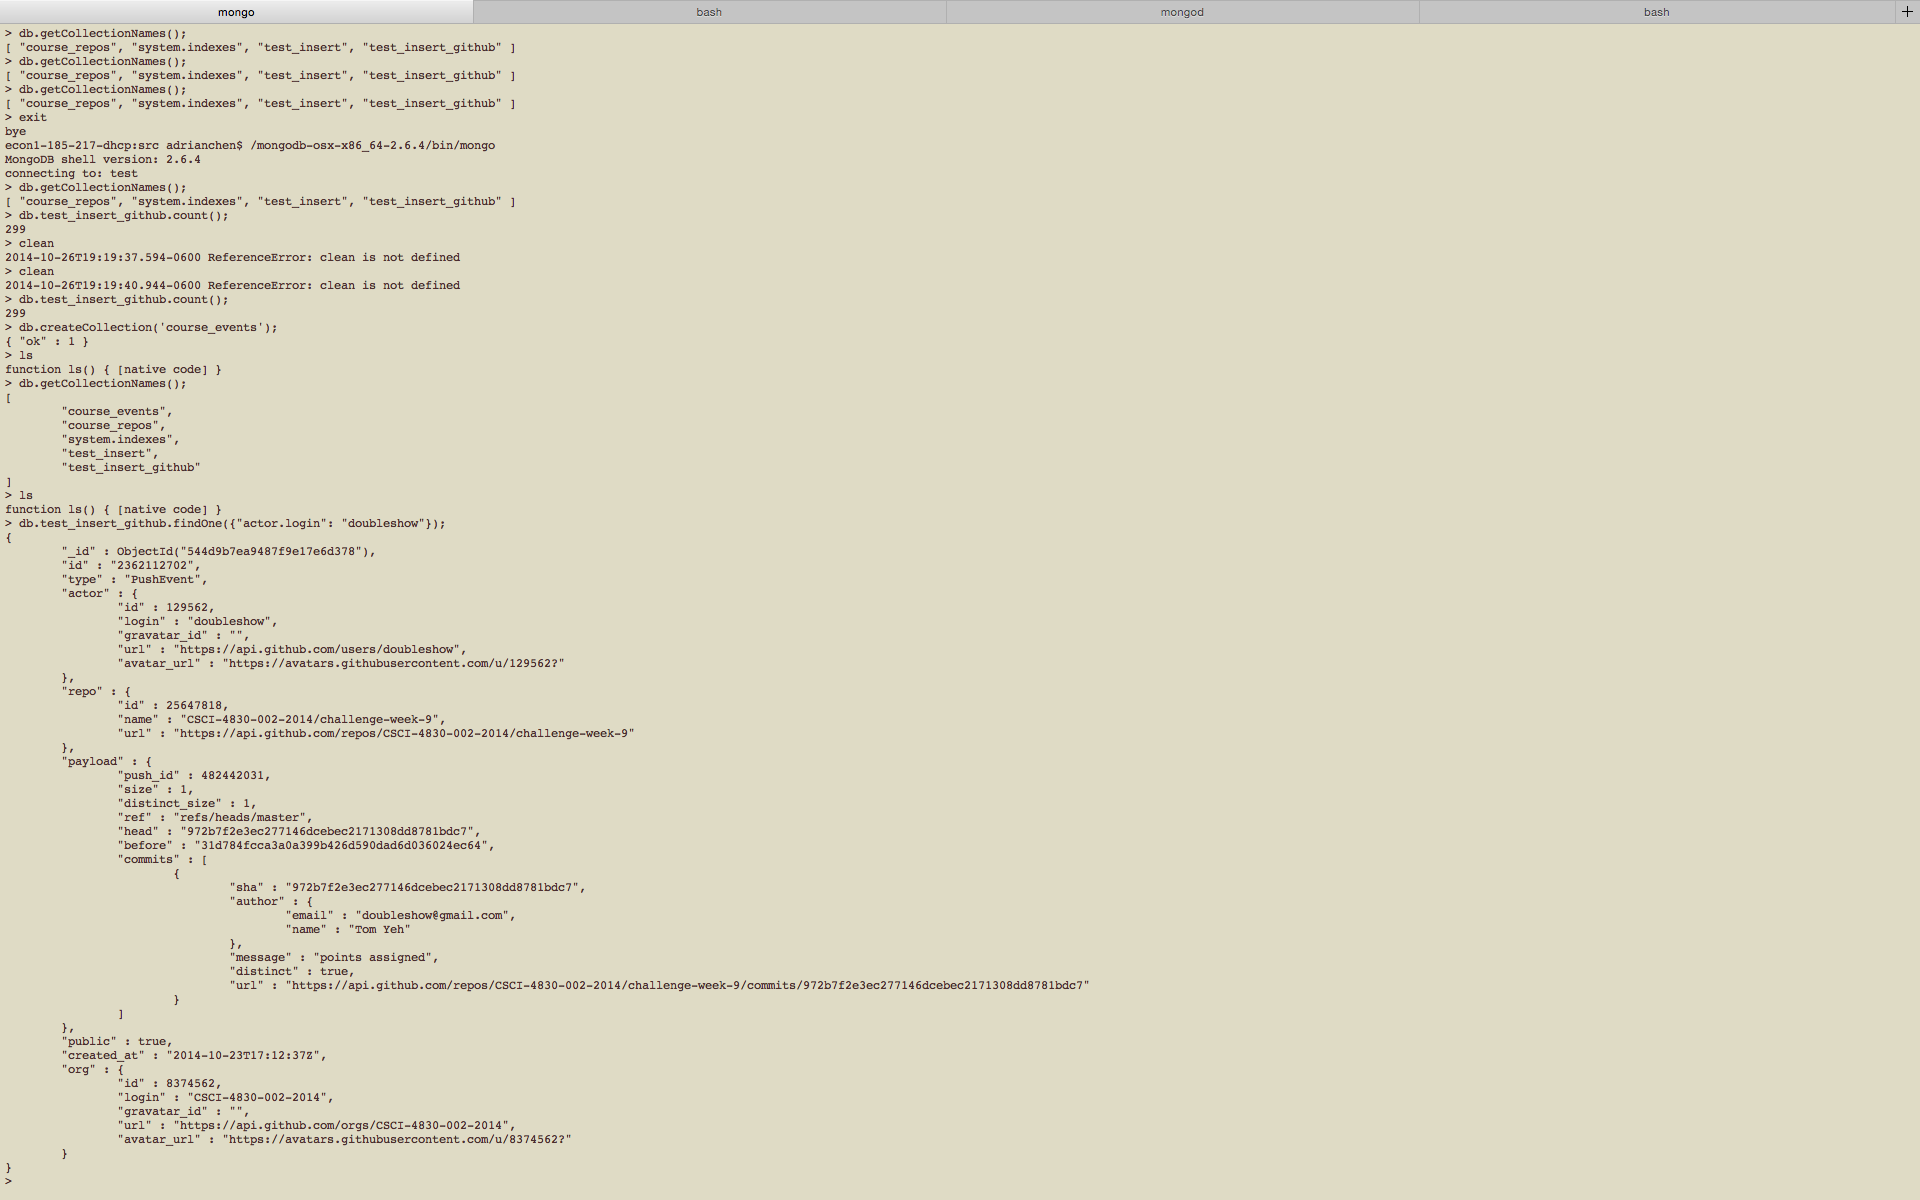 mongo bash mongod bash +
> db.getCollectionNames();
[ "course_repos", "system.indexes", "test_insert", "test_insert_github" ]
> db.getCollectionNames();
[ "course_repos", "system.indexes", "test_insert", "test_insert_github" ]
> db.getCollectionNames();
[ "course_repos", "system.indexes", "test_insert", "test_insert_github" ]
> exit
bye
econ1-185-217-dhcp:src adrianchen$ /mongodb-osx-x86_64-2.6.4/bin/mongo
MongoDB shell version: 2.6.4
connecting to: test
> db.getCollectionNames();
[ "course_repos", "system.indexes", "test_insert", "test_insert_github" ]
> db.test_insert_github.count();
299
> clean
2014-10-26T19:19:37.594-0600 ReferenceError: clean is not defined
> clean
2014-10-26T19:19:40.944-0600 ReferenceError: clean is not defined
> db.test_insert_github.count();
299
> db.createCollection('course_events');
{ "ok" : 1 }
> ls
function ls() { [native code] }
> db.getCollectionNames();
[
"course_events",
"course_repos",
"system.indexes",
"test_insert",
"test_insert_github"
]
> ls
function ls() { [native code] }
> db.test_insert_github.findOne({"actor.login": "doubleshow"});
{
"_id" : ObjectId("544d9b7ea9487f9e17e6d378"),
"id" : "2362112702",
"type" : "PushEvent",
"actor" : {
"id" : 129562,
"login" : "doubleshow",
"gravatar_id" : "",
"url" : "https://api.github.com/users/doubleshow",
"avatar_url" : "https://avatars.githubusercontent.com/u/129562?"
},
"repo" : {
"id" : 25647818,
"name" : "CSCI-4830-002-2014/challenge-week-9",
"url" : "https://api.github.com/repos/CSCI-4830-002-2014/challenge-week-9"
},
"payload" : {
"push_id" : 482442031,
"size" : 1,
"distinct_size" : 1,
"ref" : "refs/heads/master",
"head" : "972b7f2e3ec277146dcebec2171308dd8781bdc7",
"before" : "31d784fcca3a0a399b426d590dad6d036024ec64",
"commits" : [
{
"sha" : "972b7f2e3ec277146dcebec2171308dd8781bdc7",
"author" : {
"email" : "doubleshow@gmail.com",
"name" : "Tom Yeh"
},
"message" : "points assigned",
"distinct" : true,
"url" : "https://api.github.com/repos/CSCI-4830-002-2014/challenge-week-9/commits/972b7f2e3ec277146dcebec2171308dd8781bdc7"
}
]
},
"public" : true,
"created_at" : "2014-10-23T17:12:37Z",
"org" : {
"id" : 8374562,
"login" : "CSCI-4830-002-2014",
"gravatar_id" : "",
"url" : "https://api.github.com/orgs/CSCI-4830-002-2014",
"avatar_url" : "https://avatars.githubusercontent.com/u/8374562?"
}
}
>